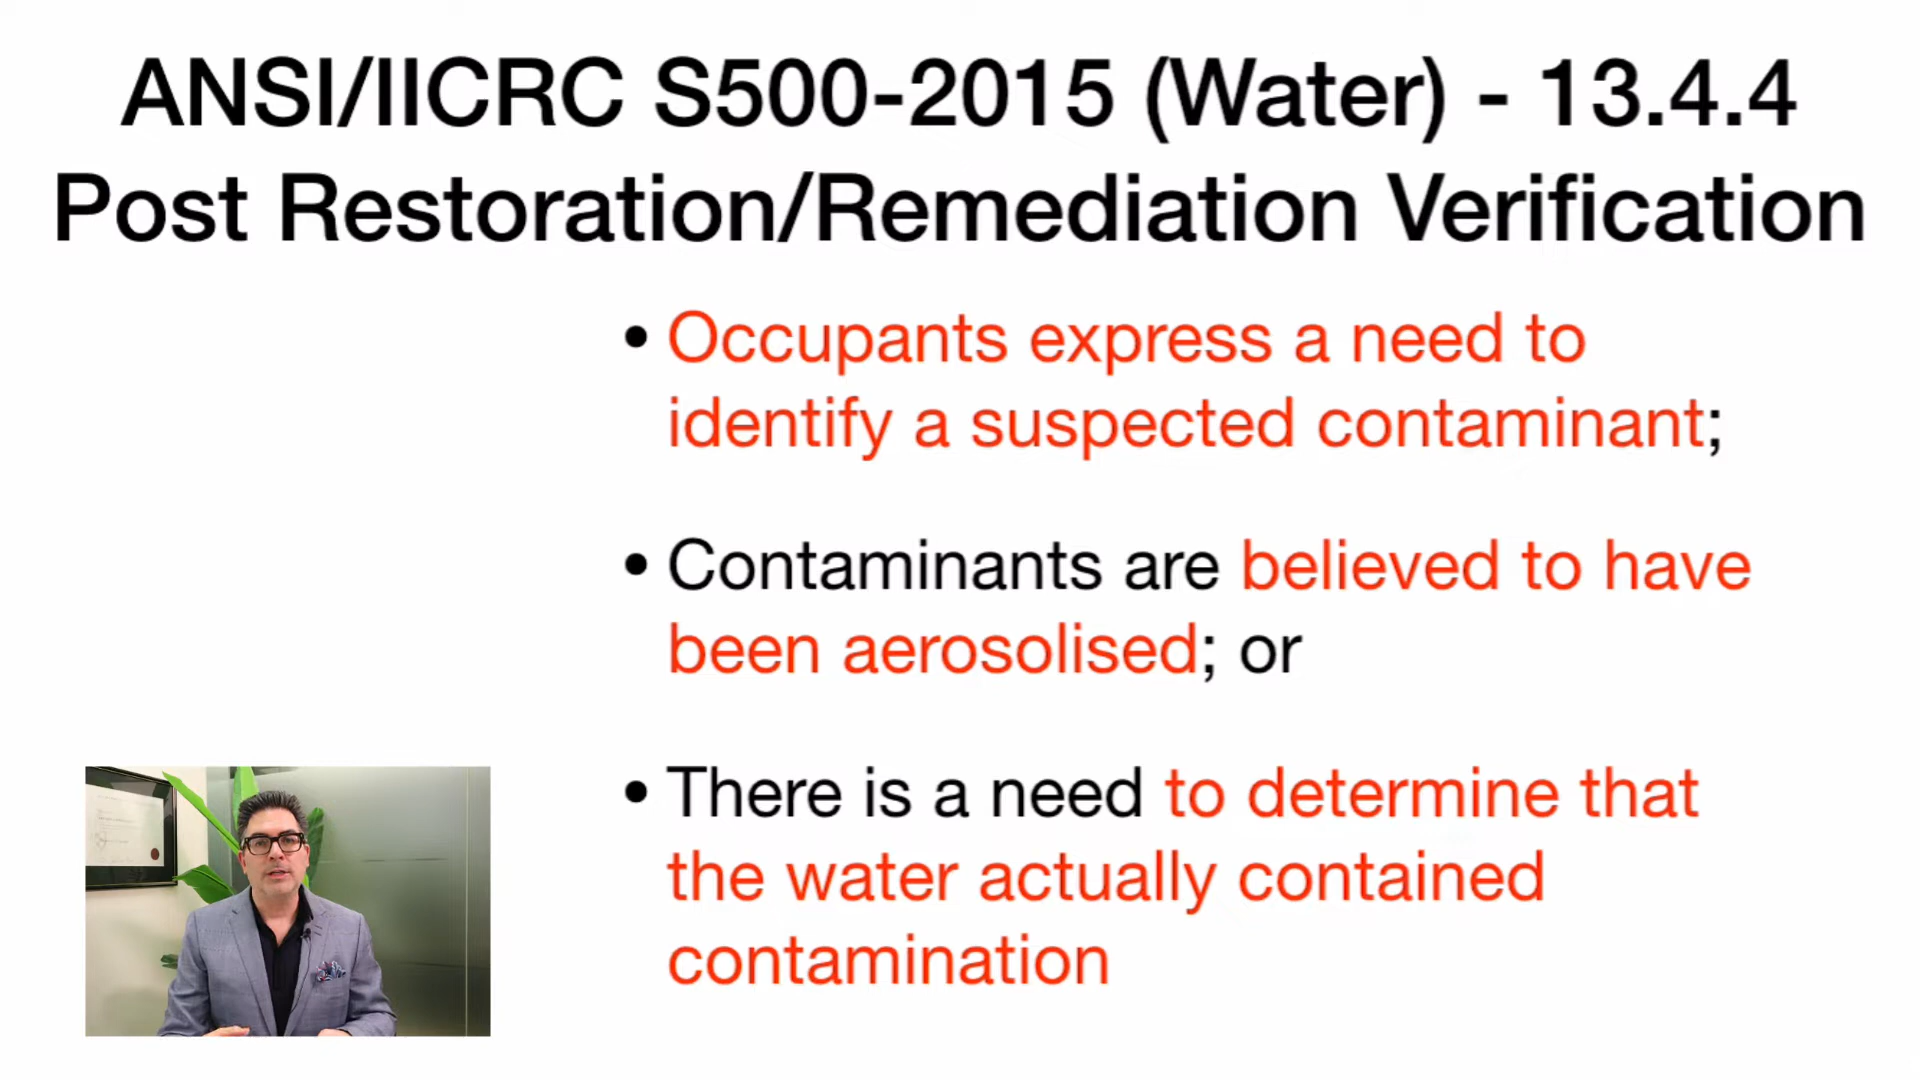 ANSI/IICRC S500-2015 (Water) - 13.4.4
Post Restoration/Remediation Verification
• Occupants express a need to
identify a suspected contaminant;
• Contaminants are believed to have
been aerosolised; or
• There is a need to determine that
the water actually contained
contamination